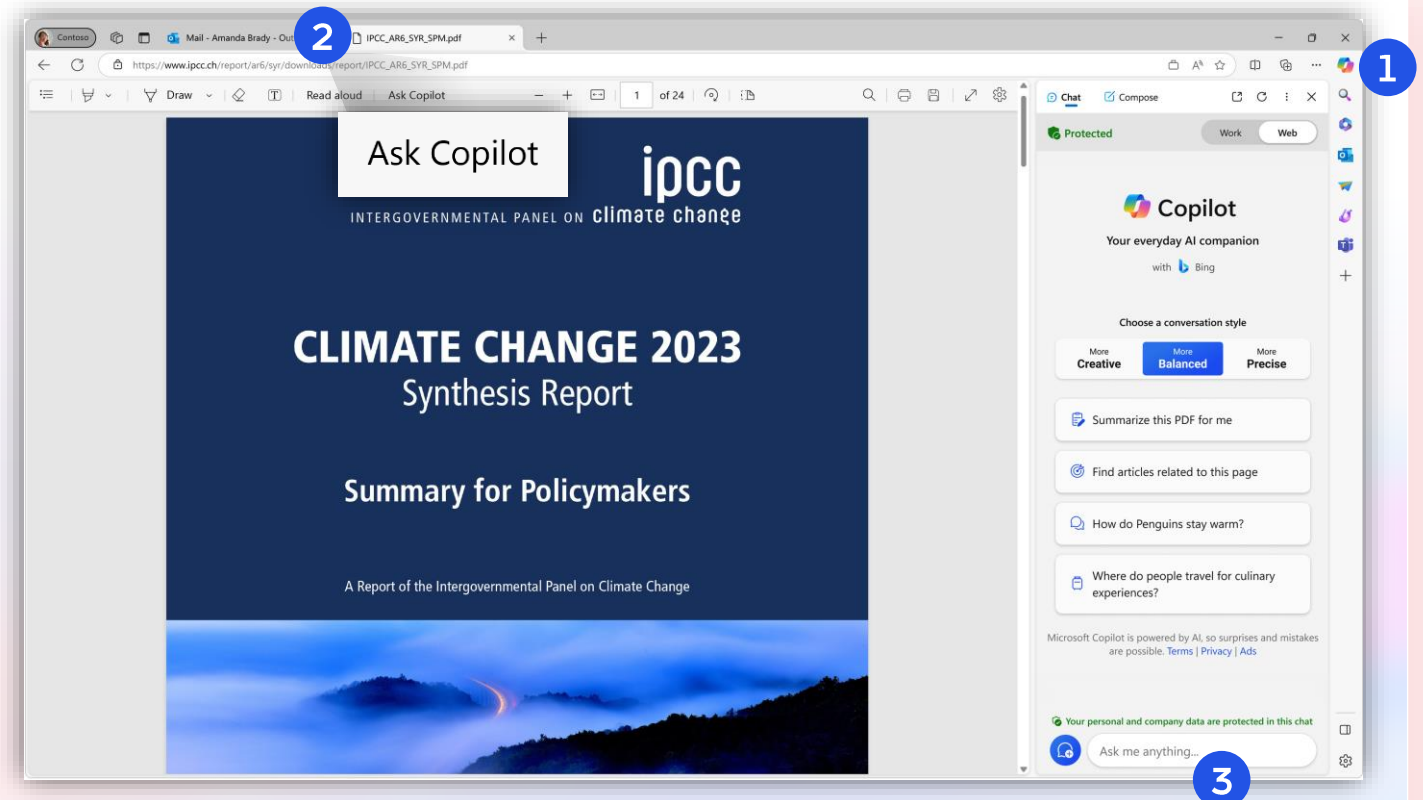 2
1
Contoso
Mail - Amanda Brady - Out
IPCC_AR6_SYR_SPM.pdf
https://www.ipcc.ch/report/ar6/syr/downloads/report/IPCC_AR6_SYR_SPM.pdf
Draw
Read aloud
Ask Copilot
1 of 24
Ask Copilot
ipcc
INTERGOVERNMENTAL PANEL ON climate change
CLIMATE CHANGE 2023
Synthesis Report
Summary for Policymakers
A Report of the Intergovernmental Panel on Climate Change
Chat
Compose
Protected
Work
Web
Copilot
Your everyday AI companion
with Bing
Choose a conversation style
More Creative
More Balanced
More Precise
Summarize this PDF for me
Find articles related to this page
How do Penguins stay warm?
Where do people travel for culinary
experiences?
Microsoft Copilot is powered by AI, so surprises and mistakes
are possible. Terms | Privacy | Ads
Your personal and company data are protected in this chat
Ask me anything...
3